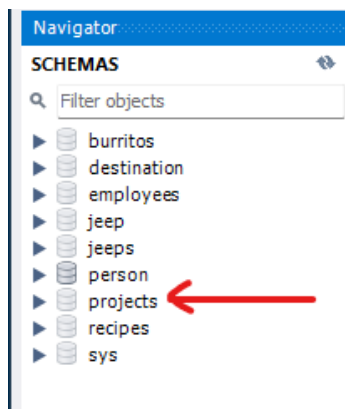 Navigator
SCHEMAS
Filter objects
burritos
destination
employees
jeep
jeeps
person
projects
recipes
sys